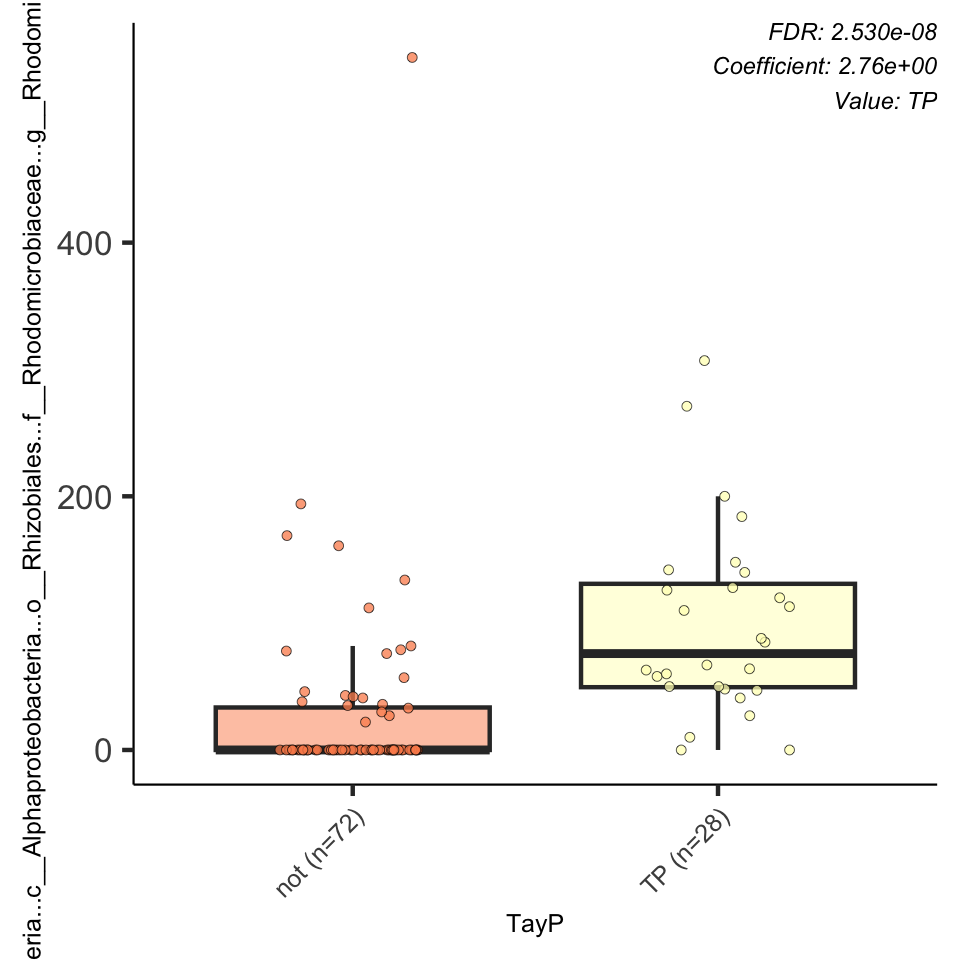 FDR: 2.530e-08
Coefficient: 2.76e+00
Value: TP
eria...c__Alphaproteobacteria...o__Rhizobiales...f__Rhodomicrobiaceae...g__Rhodomi
400
200
0
not (n=72)
TP (n=28)
TayP